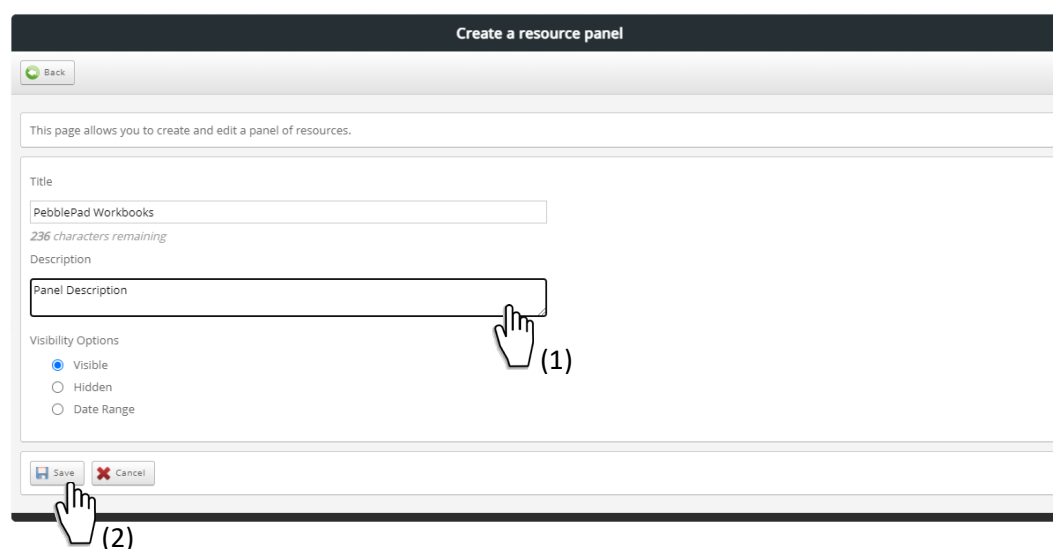 Create a resource panel
Back
This page allows you to create and edit a panel of resources.
Title
PebblePad Workbooks
236 characters remaining
Description
Panel Description
(1)
Visibility Options
Visible
Hidden
Date Range
Save Cancel
(2)